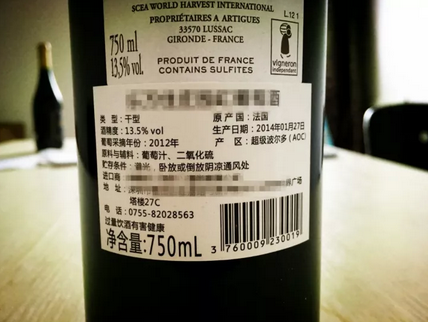 SCEA WORLD HARVEST INTERNATIONAL
PROPRIÉTAIRES A ARTIGUES
33570 LUSSAC
GIRONDE - FRANCE
L.12 1
750 ml
13,5% vol.
PRODUIT DE FRANCE
CONTAINS SULFITES
vigneron
indépendant
酒
类 型：干型
原 产 国：法国
酒精度：13.5% vol
生产日期：2014年01月27日
葡萄采摘年份：2012年
产 区：超级波尔多（AOC）
原料与辅料：葡萄汁、二氧化硫
贮存条件：避光、卧放或倒放阴凉通风处
进口商
地 址：
广场
塔楼27C
电 话：0755-82028563
过量饮酒有害健康
净含量:750mL
3 760009 230019